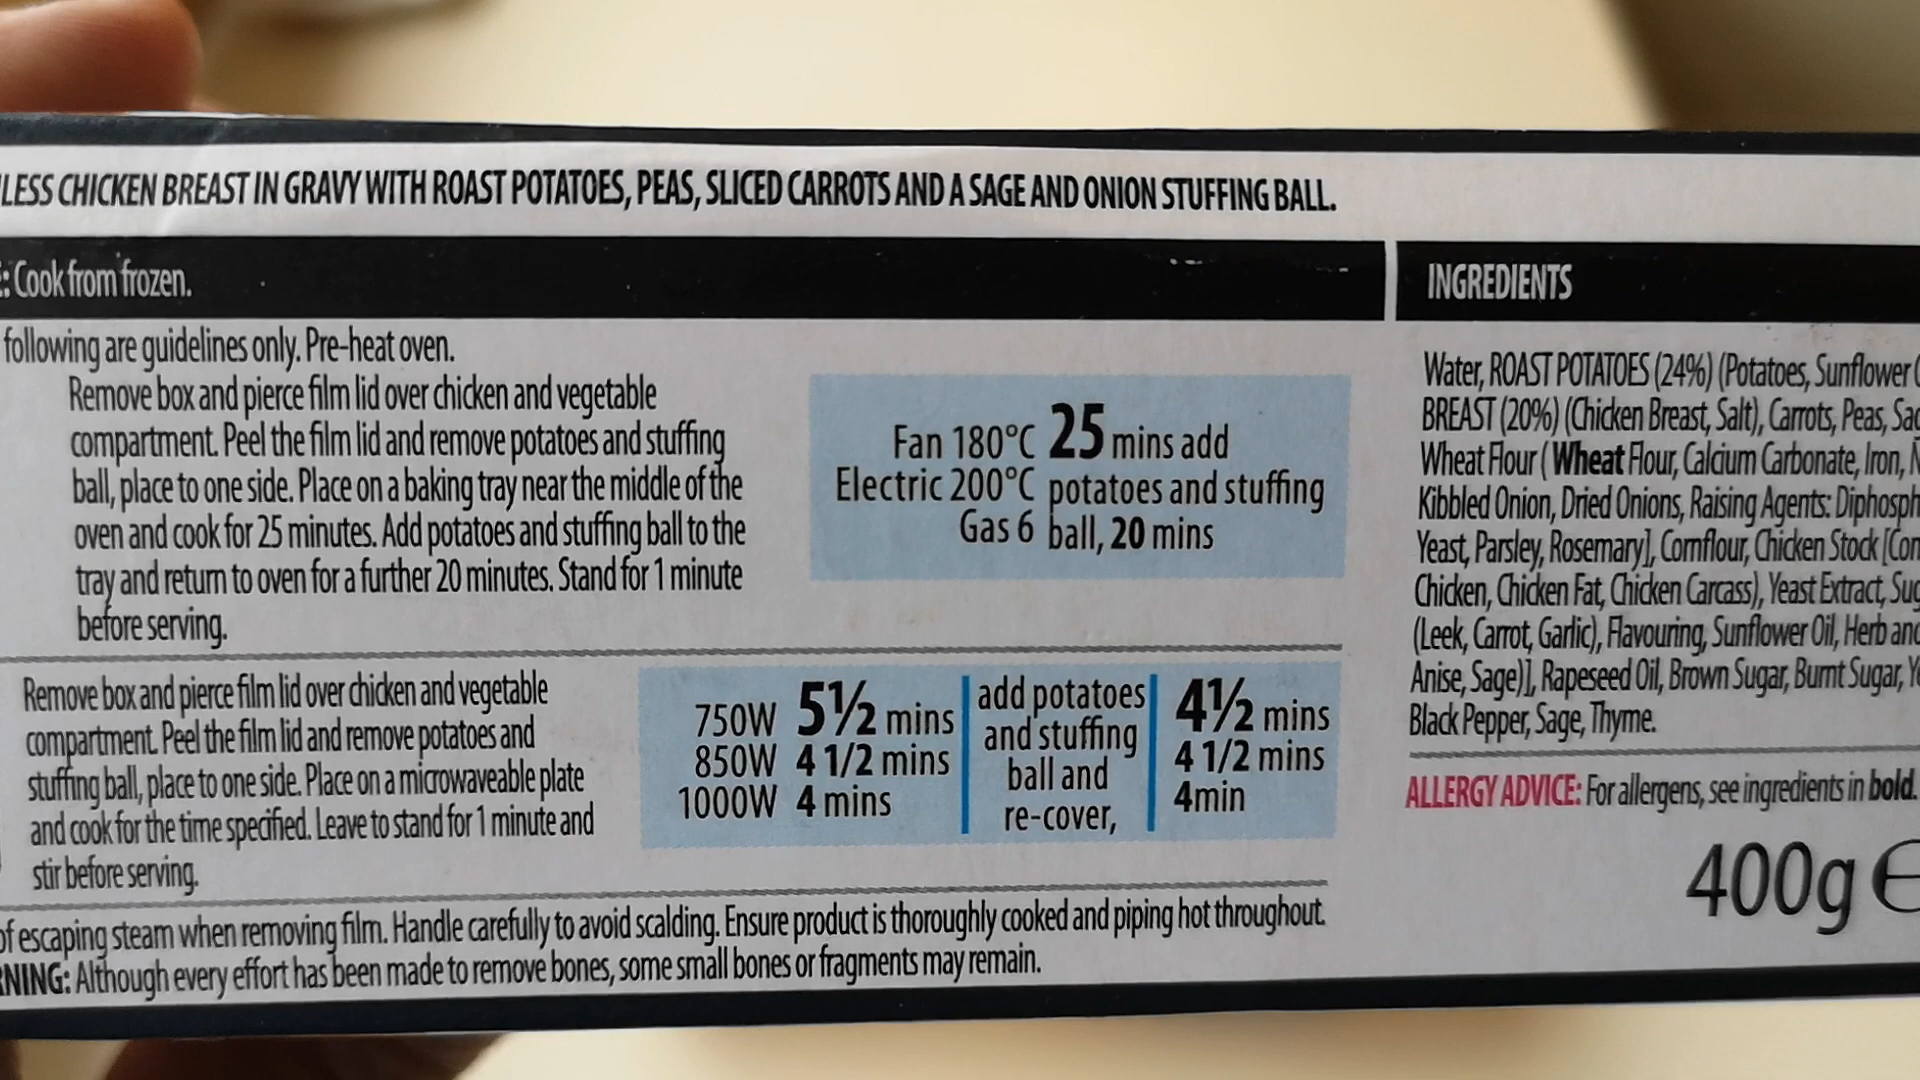 LESS CHICKEN BREAST IN GRAVY WITH ROAST POTATOES, PEAS, SLICED CARROTS AND A SAGE AND ONION STUFFING BALL.
: Cook from frozen.
following are guidelines only. Pre-heat oven.
Remove box and pierce film lid over chicken and vegetable
compartment. Peel the film lid and remove potatoes and stuffing
ball, place to one side. Place on a baking tray near the middle of the
oven and cook for 25 minutes. Add potatoes and stuffing ball to the
tray and return to oven for a further 20 minutes. Stand for 1 minute
before serving.
Fan 180°C 25 mins add
Electric 200°C potatoes and stuffing
Gas 6 ball, 20 mins
Remove box and pierce film lid over chicken and vegetable
compartment. Peel the film lid and remove potatoes and
stuffing ball, place to one side. Place on a microwaveable plate
and cook for the time specified. Leave to stand for 1 minute and
stir before serving.
750W 5½ mins
850W 4 1/2 mins
1000W 4 mins
add potatoes
and stuffing
ball and
re-cover,
4½ mins
4 1/2 mins
4min
of escaping steam when removing film. Handle carefully to avoid scalding. Ensure product is thoroughly cooked and piping hot throughout.
NING: Although every effort has been made to remove bones, some small bones or fragments may remain.
INGREDIENTS
Water, ROAST POTATOES (24%) (Potatoes, Sunflower
BREAST (20%) (Chicken Breast, Salt), Carrots, Peas,
Wheat Flour ( Wheat Flour, Calcium Carbonate, Iron,
Kibbled Onion, Dried Onions, Raising Agents: Diphosph
Yeast, Parsley, Rosemary], Cornflour, Chicken Stock [Con
Chicken, Chicken Fat, Chicken Carcass), Yeast Extract, Sug
(Leek, Carrot, Garlic), Flavouring, Sunflower Oil, Herb and
Anise, Sage)], Rapeseed Oil, Brown Sugar, Burnt Sugar,
Black Pepper, Sage, Thyme.
ALLERGY ADVICE: For allergens, see ingredients in bold.
400g e